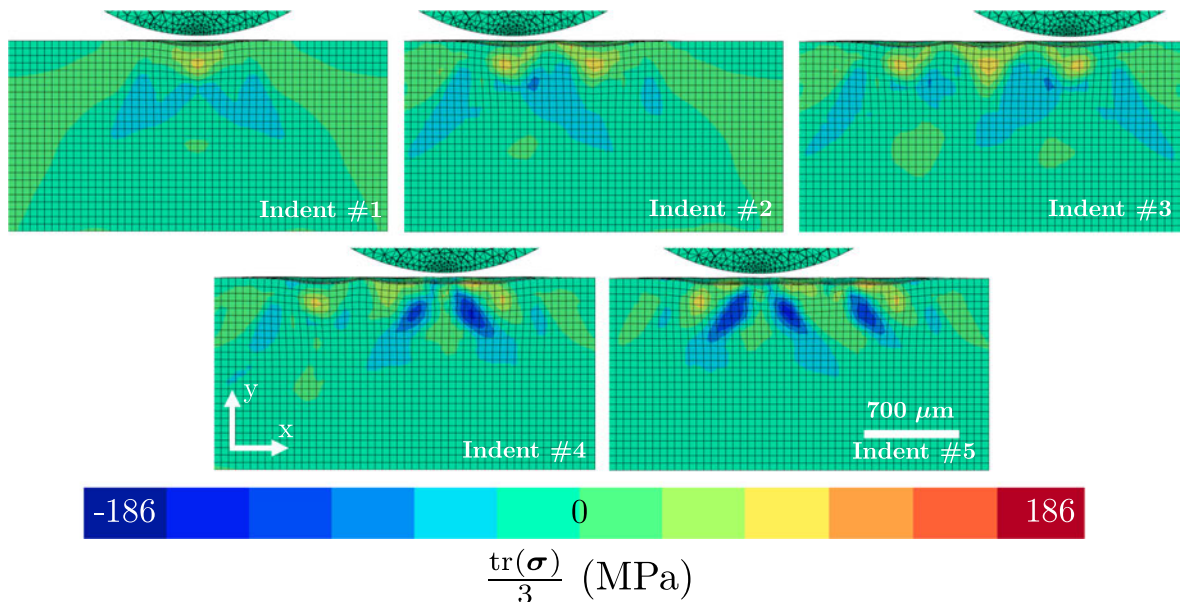 Indent #1
Indent #2
Indent #3
y
x
Indent #4
700 μm
Indent #5
-186
0
186
tr(σ)
3
(MPa)